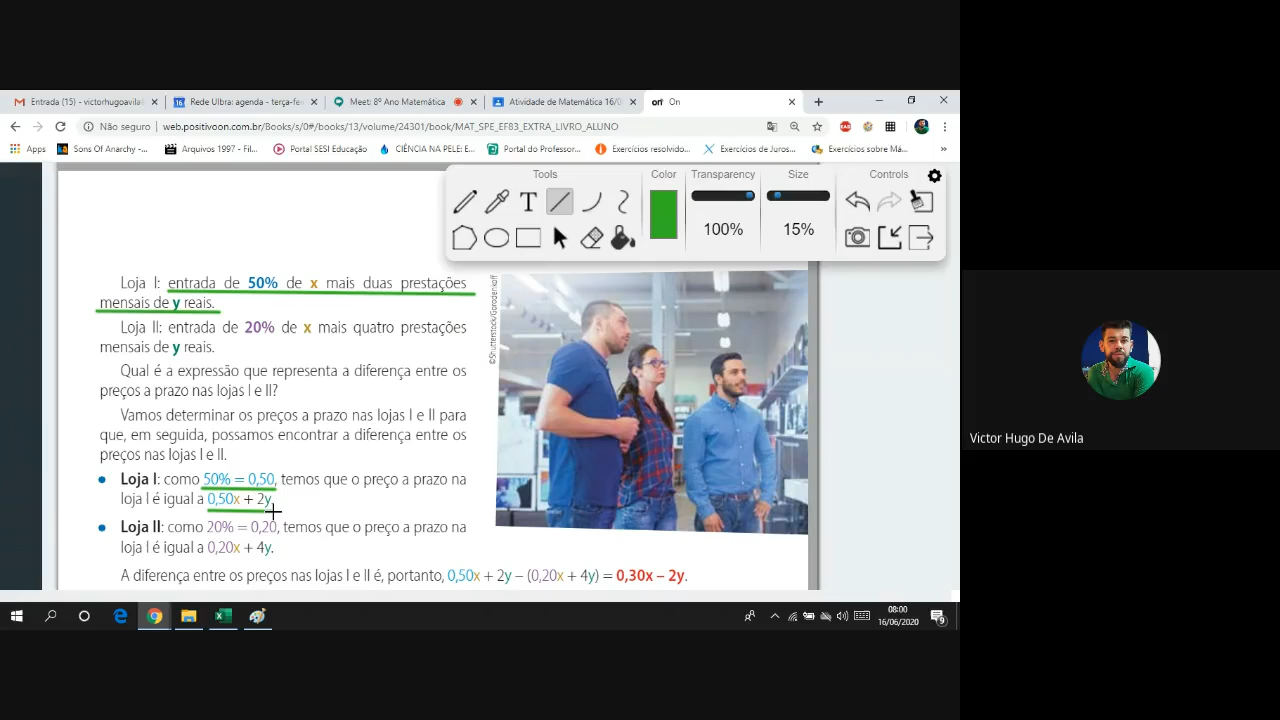 Entrada (15) - victorhugoavila
Rede Ulbra: agenda - terça-fe
Meet: 8º Ano Matemática
Atividade de Matemática 16/0
on
On
Não segure
web.positivoon.com.br/Books/s/0#/books/13/volume/24301/book/MAT_SPE_EF83_EXTRA_LIVRO_ALUNO
Apps
Sons Of Anarchy -...
Arquivos 1997 - Fil...
Portal SESI Educação
CIÊNCIA NA PELE: E...
Portal do Professor...
Exercícios resolvido...
Exercícios de Juros...
Exercícios sobre Má...
»
Tools
Color
Transparency
Size
Controls
T
100%
15%
Loja I: entrada de 50% de x mais duas prestações
mensais de y reais.
Loja II: entrada de 20% de x mais quatro prestações
mensais de y reais.
Qual é a expressão que representa a diferença entre os
preços a prazo nas lojas I e II?
Vamos determinar os preços a prazo nas lojas I e II para
que, em seguida, possamos encontrar a diferença entre os
preços nas lojas I e II.
• Loja I: como 50% = 0,50, temos que o preço a prazo na
loja I é igual a 0,50x + 2y
• Loja II: como 20% = 0,20, temos que o preço a prazo na
loja I é igual a 0,20x + 4y.
A diferença entre os preços nas lojas I e II é, portanto, 0,50x + 2y – (0,20x + 4y) = 0,30x – 2y.
©Shutterstock/Gorodenkoff
Victor Hugo De Avila
08:00
16/06/2020
9